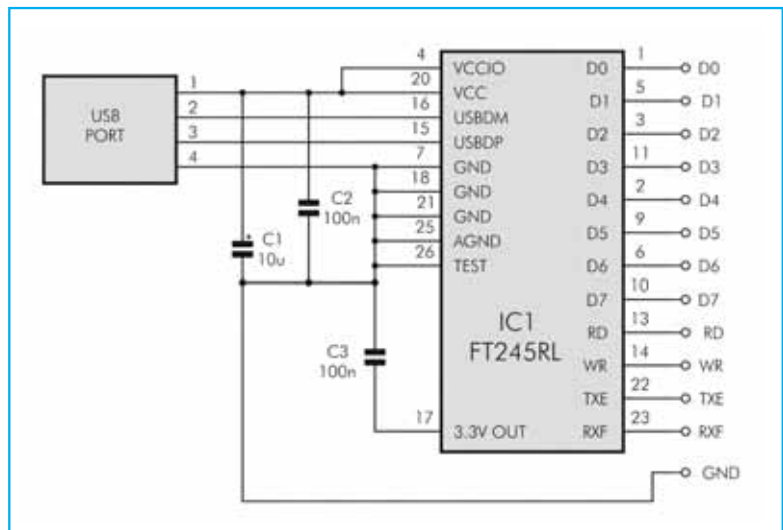 4 VCCIO D0 1 D0
USB PORT 1 20 VCC D1 5 D1
2 16 USBDM D2 3 D2
3 15 USBDP D3 11 D3
4 7 GND D4 2 D4
18 GND D5 9 D5
21 GND D6 6 D6
25 AGND D7 10 D7
26 TEST RD 13 RD
C2 100n
+ C1 10u
IC1
FT245RL
WR 14 WR
C3 100n
TXE 22 TXE
17 3.3V OUT RXF 23 RXF
GND